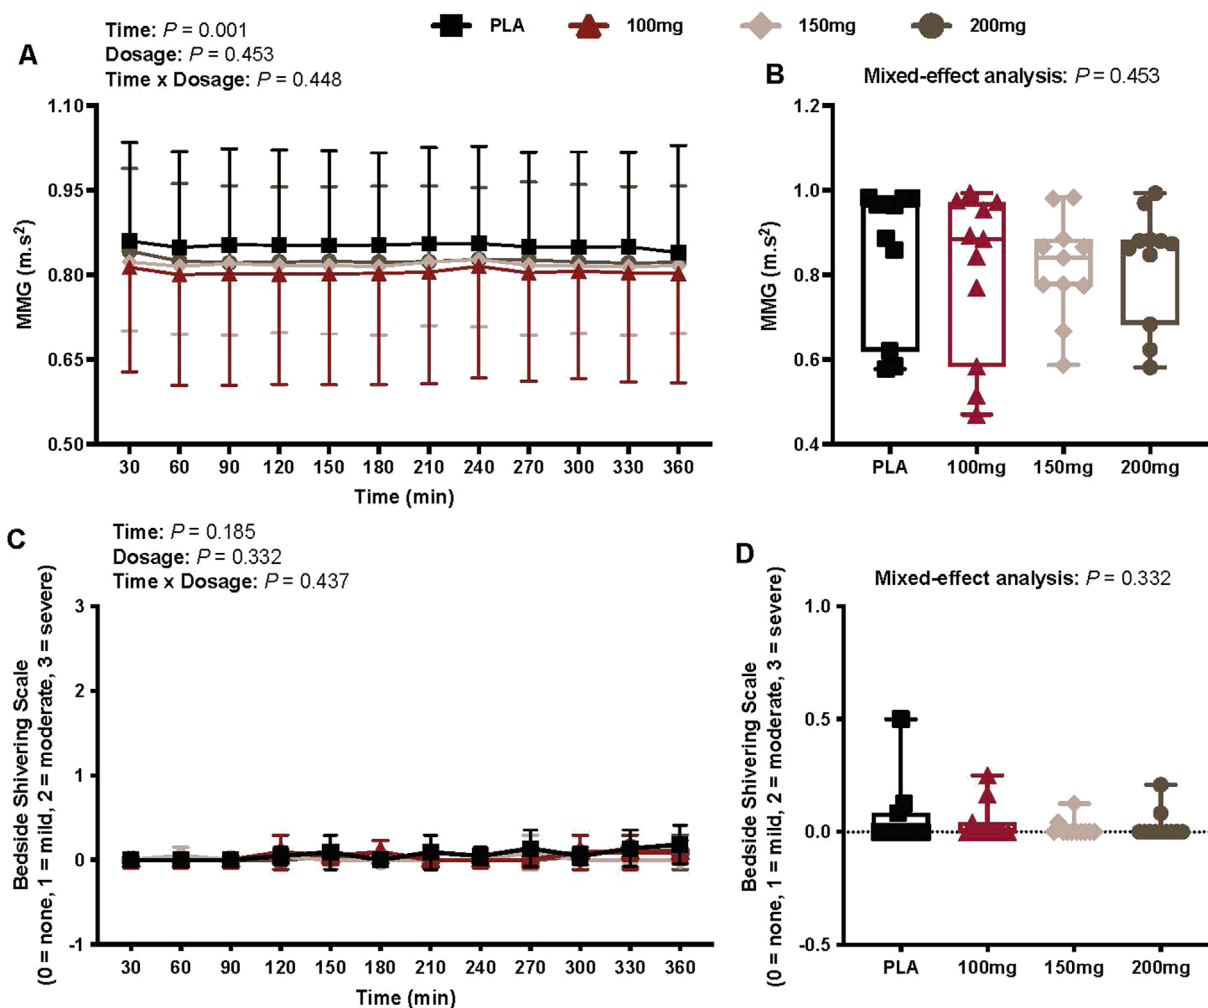 PLA 100mg 150mg 200mg
A
Time: P = 0.001
Dosage: P = 0.453
Time x Dosage: P = 0.448
MMG (m.s²)
1.10
0.95
0.80
0.65
0.50
30 60 90 120 150 180 210 240 270 300 330 360
Time (min)
B
Mixed-effect analysis: P = 0.453
MMG (m.s²)
1.2
1.0
0.8
0.6
0.4
PLA 100mg 150mg 200mg
C
Time: P = 0.185
Dosage: P = 0.332
Time x Dosage: P = 0.437
Bedside Shivering Scale
(0 = none, 1 = mild, 2 = moderate, 3 = severe)
3
2
1
0
-1
30 60 90 120 150 180 210 240 270 300 330 360
Time (min)
D
Mixed-effect analysis: P = 0.332
Bedside Shivering Scale
(0 = none, 1 = mild, 2 = moderate, 3 = severe)
1.0
0.5
0.0
-0.5
PLA 100mg 150mg 200mg